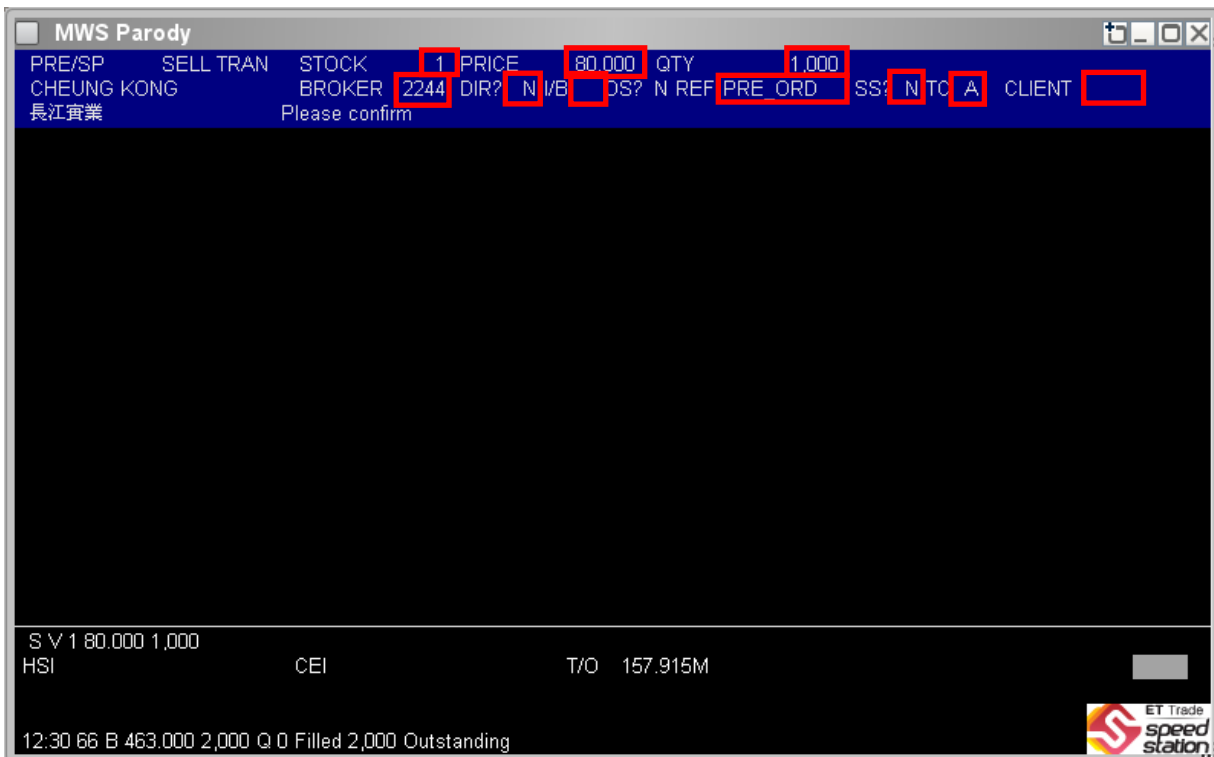 MWS Parody
PRE/SP SELL TRAN STOCK 1 PRICE 80.000 QTY 1,000
CHEUNG KONG BROKER 2244 DIR? N I/B OS? N REF PRE_ORD SS? N TC A CLIENT
長江實業 Please confirm
S V 1 80.000 1,000
HSI CEI T/O 157.915M
ET Trade
speed
station
12:30 66 B 463.000 2,000 Q 0 Filled 2,000 Outstanding